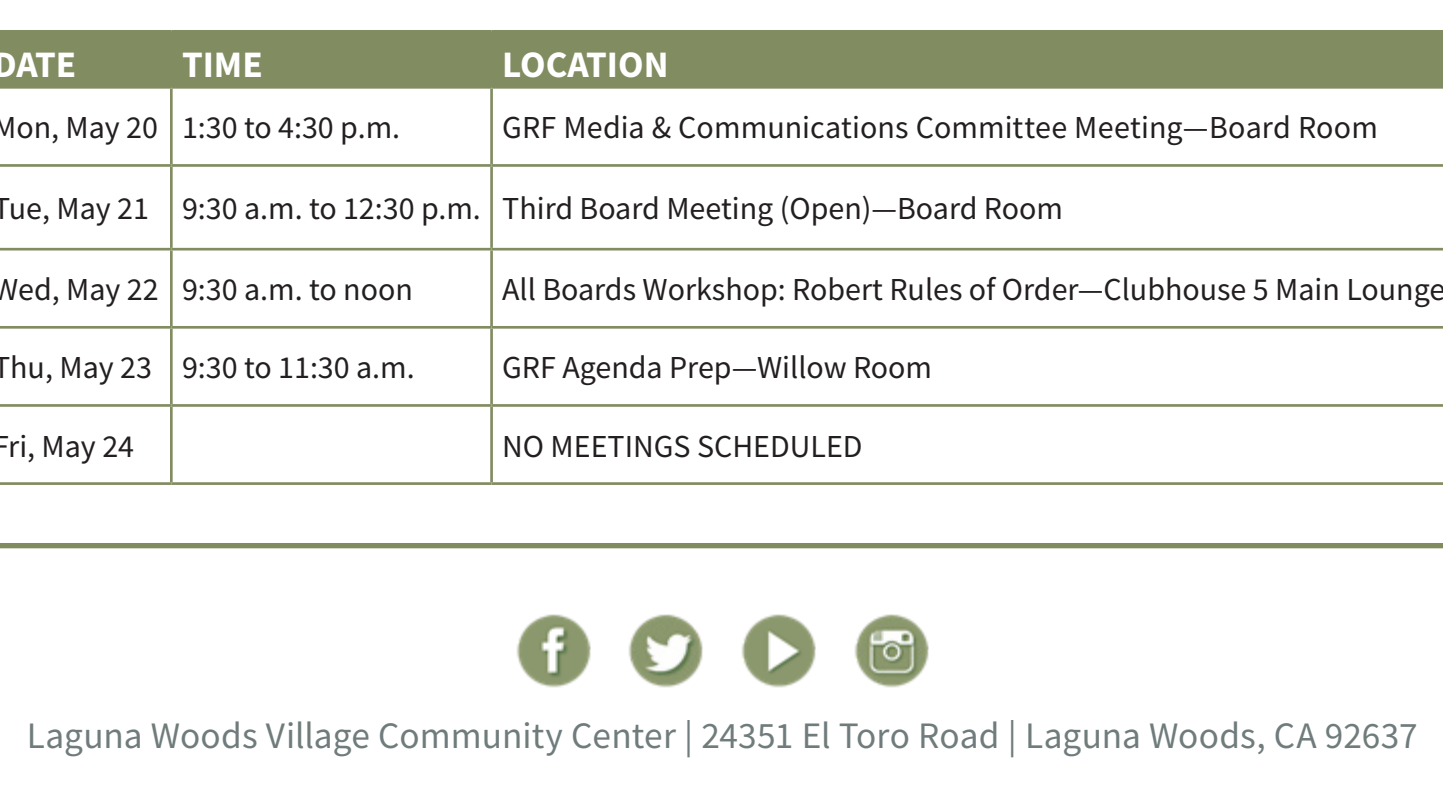 DATE TIME LOCATION
Mon, May 20 1:30 to 4:30 p.m. GRF Media & Communications Committee Meeting—Board Room
Tue, May 21 9:30 a.m. to 12:30 p.m. Third Board Meeting (Open)—Board Room
Wed, May 22 9:30 a.m. to noon All Boards Workshop: Robert Rules of Order—Clubhouse 5 Main Lounge
Thu, May 23 9:30 to 11:30 a.m. GRF Agenda Prep—Willow Room
Fri, May 24 NO MEETINGS SCHEDULED
Laguna Woods Village Community Center | 24351 El Toro Road | Laguna Woods, CA 92637